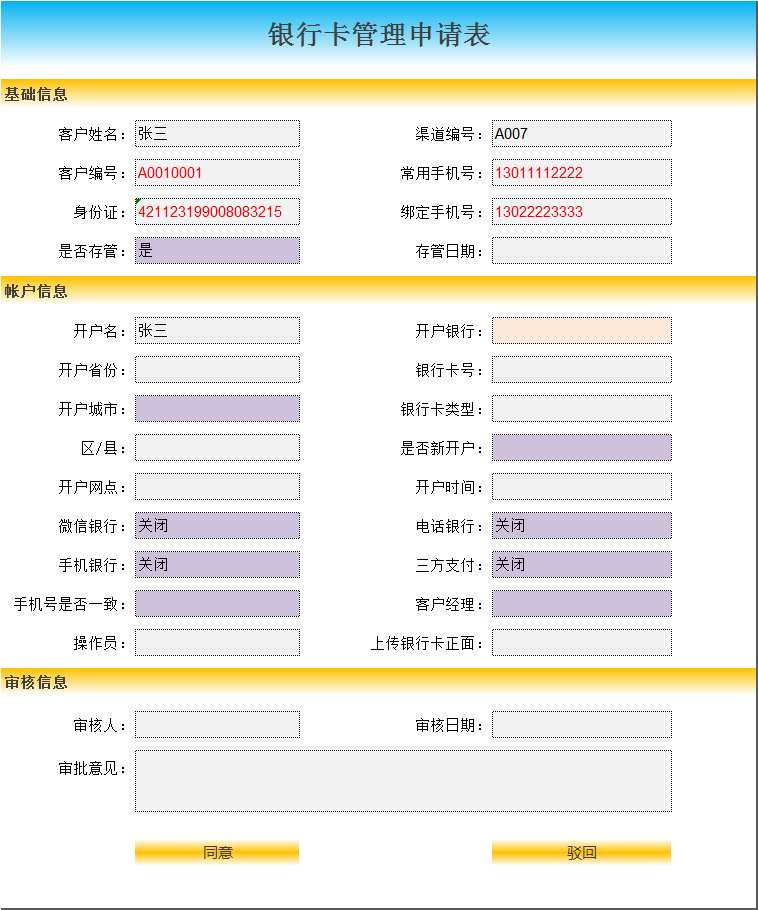 银行卡管理申请表
基础信息
客户姓名： 张三 渠道编号： A007
客户编号： A0010001 常用手机号： 13011112222
身份证： 421123199008083215 绑定手机号： 13022223333
是否存管： 是 存管日期：
帐户信息
开户名： 张三 开户银行：
开户省份： 银行卡号：
开户城市： 银行卡类型：
区/县： 是否新开户：
开户网点： 开户时间：
微信银行： 关闭 电话银行： 关闭
手机银行： 关闭 三方支付： 关闭
手机号是否一致： 客户经理：
操作员： 上传银行卡正面：
审核信息
审核人： 审核日期：
审批意见：
同意 驳回